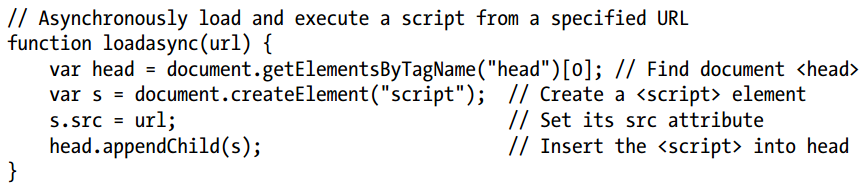 // Asynchronously load and execute a script from a specified URL
function loadasync(url) {
    var head = document.getElementsByTagName("head")[0]; // Find document <head>
    var s = document.createElement("script");  // Create a <script> element
    s.src = url;                               // Set its src attribute
    head.appendChild(s);                       // Insert the <script> into head
}